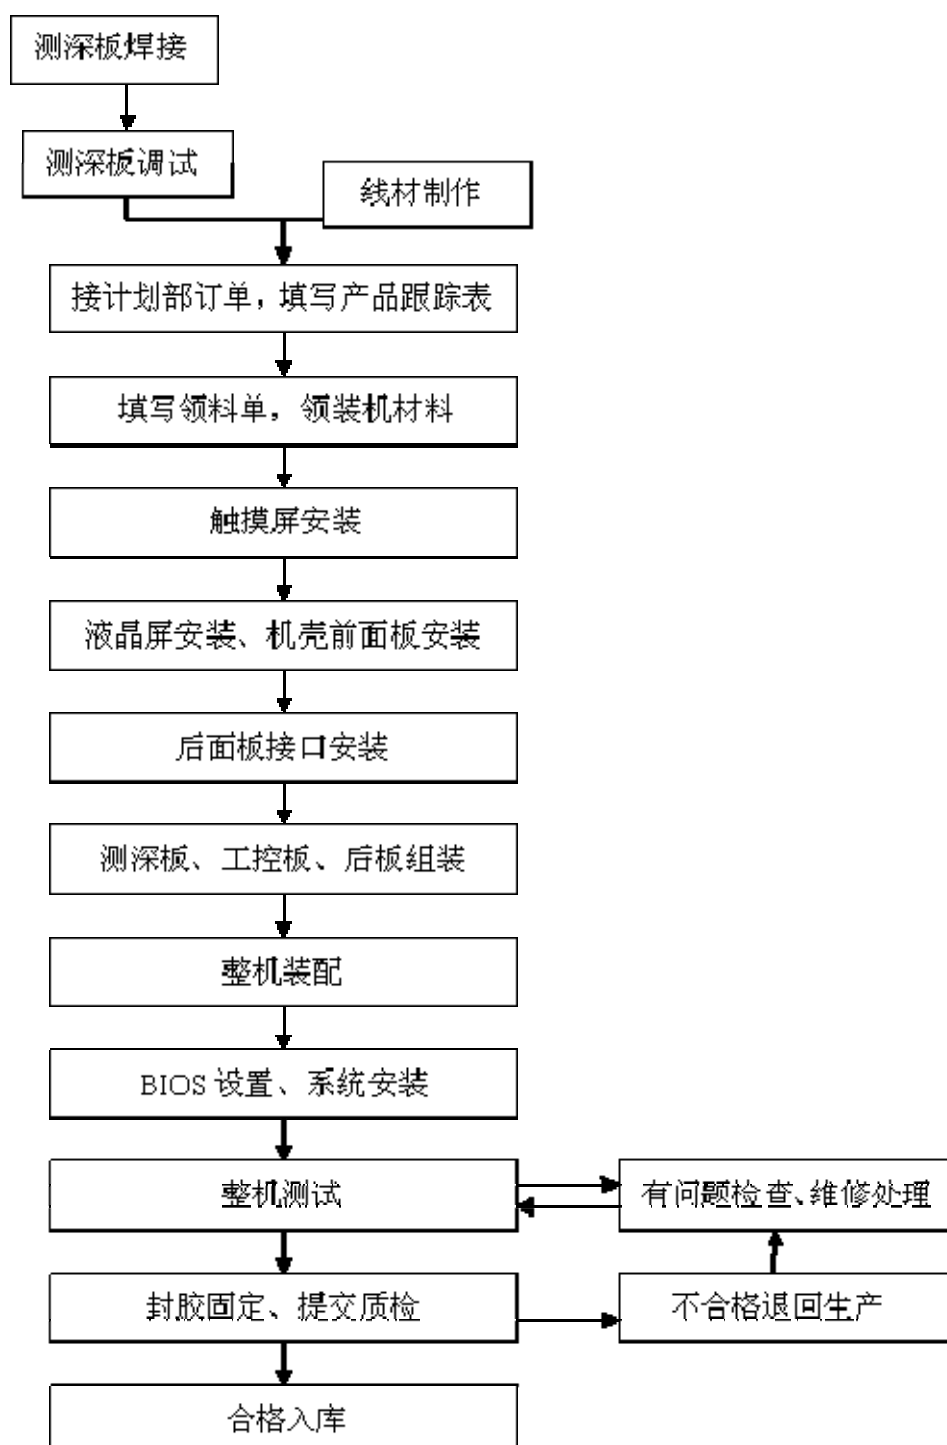 测深板焊接
测深板调试
线材制作
接计划部订单，填写产品跟踪表
填写领料单，领装机材料
触摸屏安装
液晶屏安装、机壳前面板安装
后面板接口安装
测深板、工控板、后板组装
整机装配
BIOS 设置、系统安装
整机测试
有问题检查、维修处理
封胶固定、提交质检
不合格退回生产
合格入库